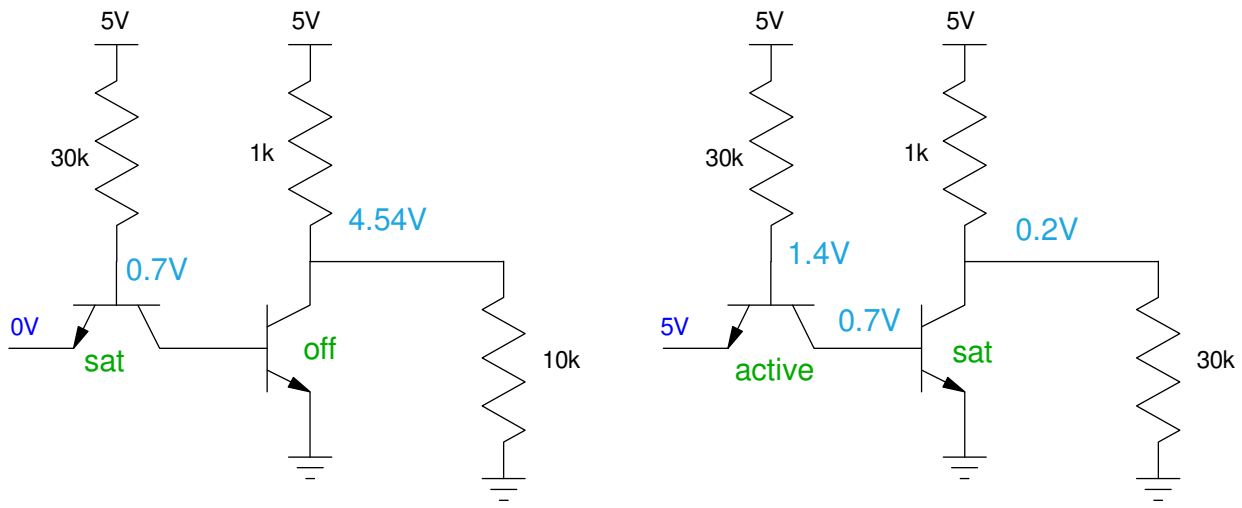 5V
5V
30k
1k
4.54V
0.7V
0V
sat
off
10k
5V
5V
30k
1k
0.2V
1.4V
0.7V
5V
active
sat
30k